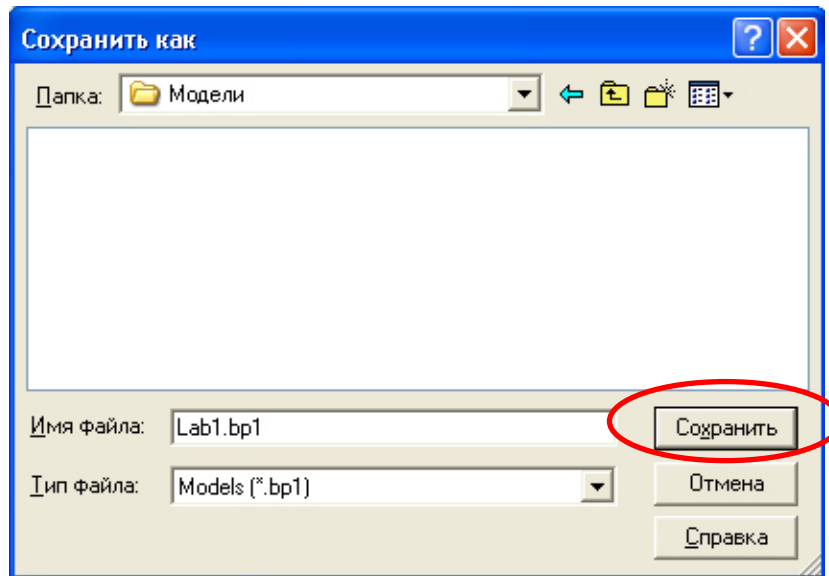 Сохранить как
Папка: Модели
Имя файла: Lab1.bp1 Сохранить
Тип файла: Models (*.bp1) Отмена
Справка